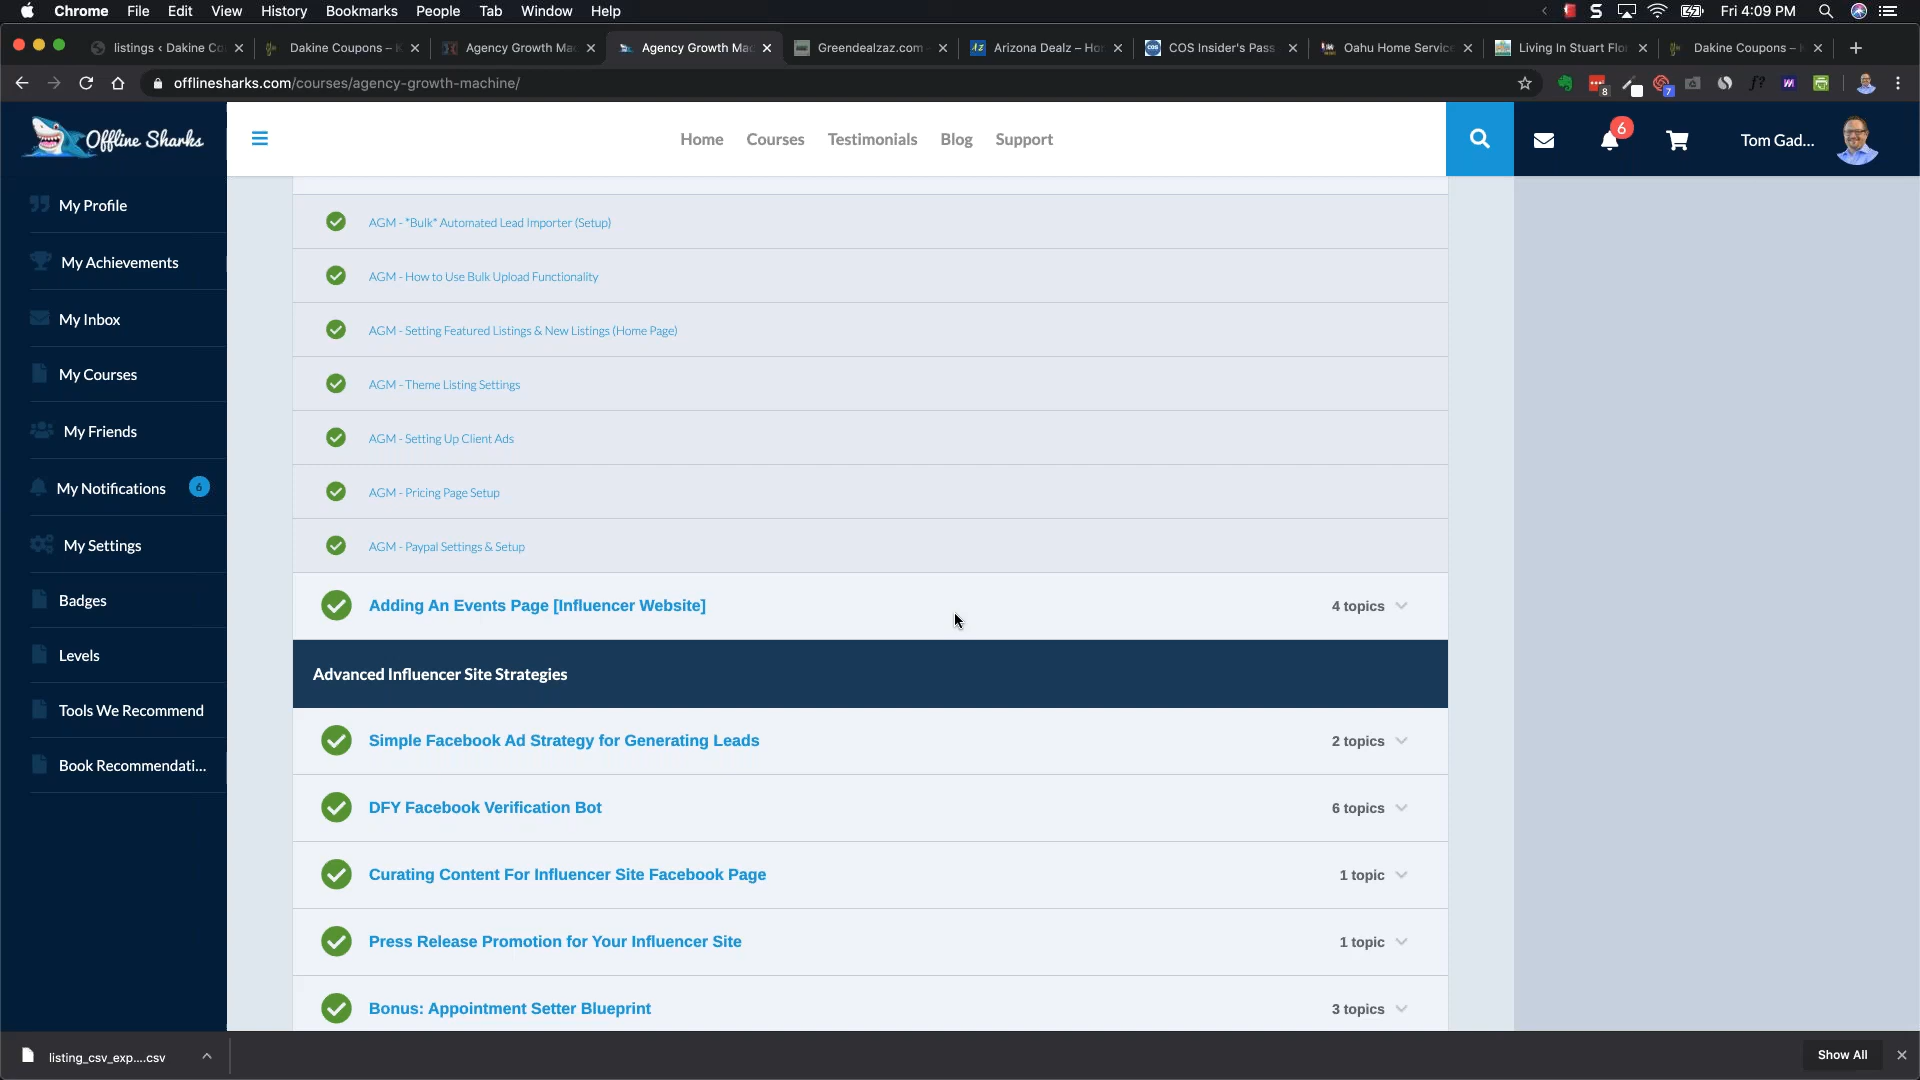 Chrome File Edit View History Bookmarks People Tab Window Help
Fri 4:09 PM
listings ‹ Dakine Co
Dakine Coupons –
Agency Growth Ma
Agency Growth Ma
Greendealzaz.com
Arizona Dealz – Ho
COS Insider's Pass
Oahu Home Service
Living In Stuart Flo
Dakine Coupons –
offlinesharks.com/courses/agency-growth-machine/
8
7
f?
Offline Sharks
Home
Courses
Testimonials
Blog
Support
6
Tom Gad...
My Profile
My Achievements
My Inbox
My Courses
My Friends
My Notifications 6
My Settings
Badges
Levels
Tools We Recommend
Book Recommendati...
AGM - *Bulk* Automated Lead Importer (Setup)
AGM - How to Use Bulk Upload Functionality
AGM - Setting Featured Listings & New Listings (Home Page)
AGM - Theme Listing Settings
AGM - Setting Up Client Ads
AGM - Pricing Page Setup
AGM - Paypal Settings & Setup
Adding An Events Page [Influencer Website] 4 topics
Advanced Influencer Site Strategies
Simple Facebook Ad Strategy for Generating Leads 2 topics
DFY Facebook Verification Bot 6 topics
Curating Content For Influencer Site Facebook Page 1 topic
Press Release Promotion for Your Influencer Site 1 topic
Bonus: Appointment Setter Blueprint 3 topics
listing_csv_exp....csv
Show All